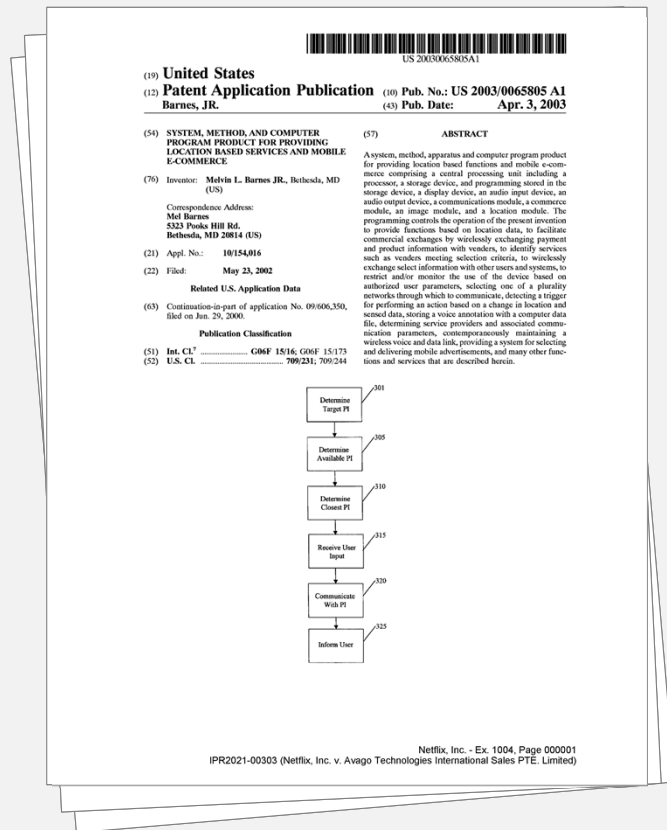 US 20030065805A1
(19) United States
(12) Patent Application Publication (10) Pub. No.: US 2003/0065805 A1
Barnes, JR. (43) Pub. Date: Apr. 3, 2003
(54) SYSTEM, METHOD, AND COMPUTER
PROGRAM PRODUCT FOR PROVIDING
LOCATION BASED SERVICES AND MOBILE
E-COMMERCE
(76) Inventor: Melvin L. Barnes JR., Bethesda, MD
(US)
Correspondence Address:
Mel Barnes
5323 Pooks Hill Rd.
Bethesda, MD 20814 (US)
(21) Appl. No.: 10/154,016
(22) Filed: May 23, 2002
Related U.S. Application Data
(63) Continuation-in-part of application No. 09/606,350,
filed on Jun. 29, 2000.
Publication Classification
(51) Int. Cl.7 ........................ G06F 15/16; G06F 15/173
(52) U.S. Cl. ........................................ 709/231; 709/244
(57) ABSTRACT
A system, method, apparatus and computer program product
for providing location based functions and mobile e-com-
merce comprising a central processing unit including a
processor, a storage device, and programming stored in the
storage device, a display device, an audio input device, an
audio output device, a communications module, a commerce
module, an image module, and a location module. The
programming controls the operation of the present invention
to provide functions based on location data, to facilitate
commercial exchanges by wirelessly exchanging payment
and product information with venders, to identify services
such as venders meeting selection criteria, to wirelessly
exchange select information with other users and systems, to
restrict and/or monitor the use of the device based on
authorized user parameters, selecting one of a plurality
networks through which to communicate, detecting a trigger
for performing an action based on a change in location and
sensed data, storing a voice annotation with a computer data
file, determining service providers and associated commu-
nication parameters, contemporaneously maintaining a
wireless voice and data link, providing a system for selecting
and delivering mobile advertisements, and many other func-
tions and services that are described herein.
301
Determine
Target PI
305
Determine
Available PI
310
Determine
Closest PI
315
Receive User
Input
320
Communicate
With PI
325
Inform User
Netflix, Inc. - Ex. 1004, Page 000001
IPR2021-00303 (Netflix, Inc. v. Avago Technologies International Sales PTE. Limited)